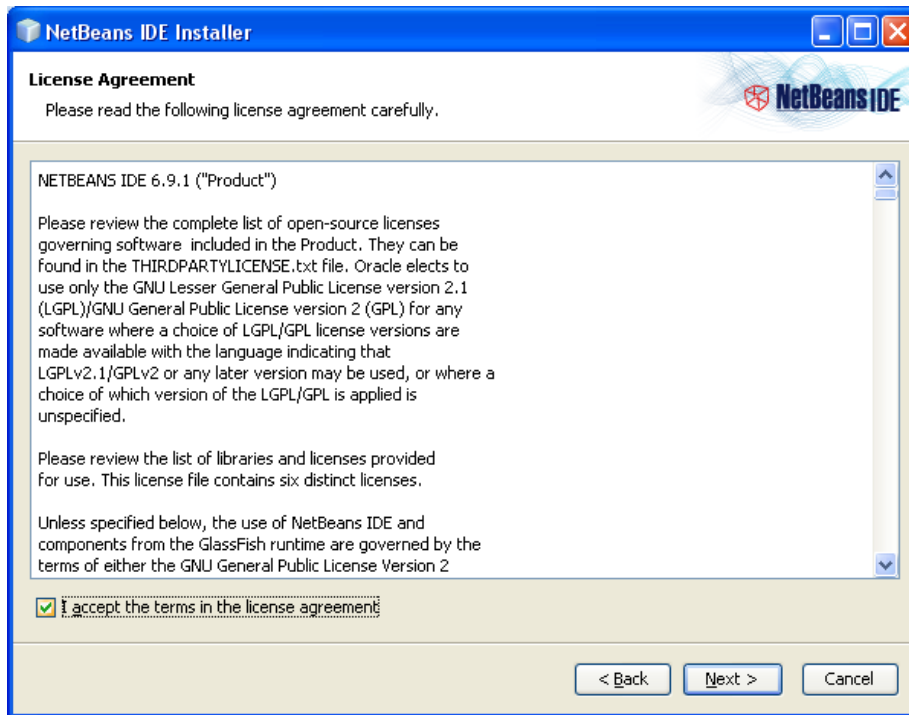 NetBeans IDE Installer
License Agreement
Please read the following license agreement carefully.
NetBeans IDE
NETBEANS IDE 6.9.1 ("Product")
Please review the complete list of open-source licenses
governing software  included in the Product. They can be
found in the THIRDPARTYLICENSE.txt file. Oracle elects to
use only the GNU Lesser General Public License version 2.1
(LGPL)/GNU General Public License version 2 (GPL) for any
software where a choice of LGPL/GPL license versions are
made available with the language indicating that
LGPLv2.1/GPLv2 or any later version may be used, or where a
choice of which version of the LGPL/GPL is applied is
unspecified.
Please review the list of libraries and licenses provided
for use. This license file contains six distinct licenses.
Unless specified below, the use of NetBeans IDE and
components from the GlassFish runtime are governed by the
terms of either the GNU General Public License Version 2
I accept the terms in the license agreement
< Back Next > Cancel